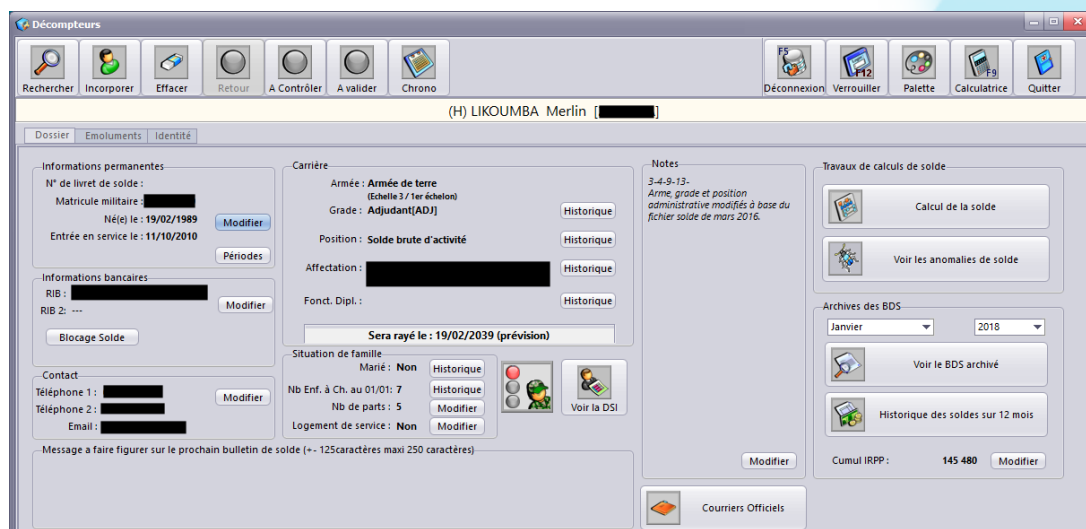 Décompteurs
Rechercher
Incorporer
Effacer
Retour
A Contrôler
A valider
Chrono
F5
Déconnexion
F12
Verrouiller
Palette
F9
Calculatrice
Quitter
(H) LIKOUMBA Merlin [ ]
Dossier Emoluments Identité
Informations permanentes
N° de livret de solde :
Matricule militaire :
Né(e) le : 19/02/1989
Modifier
Entrée en service le : 11/10/2010
Périodes
Informations bancaires
RIB :
RIB 2: ---
Modifier
Blocage Solde
Contact
Téléphone 1 :
Téléphone 2 :
Email :
Modifier
Carrière
Armée : Armée de terre
(Echelle 3 / 1er échelon)
Grade : Adjudant[ADJ]
Historique
Position : Solde brute d'activité
Historique
Affectation :
Historique
Fonct. Dipl. :
Historique
Sera rayé le : 19/02/2039 (prévision)
Situation de famille
Marié : Non Historique
Nb Enf. à Ch. au 01/01: 7 Historique
Nb de parts : 5 Modifier
Logement de service : Non Modifier
Voir la DSI
Message a faire figurer sur le prochain bulletin de solde (+- 125caractères maxi 250 caractères)
Notes
3-4-9-13-
Arme, grade et position
administrative modifiés à base du
fichier solde de mars 2016.
Modifier
Courriers Officiels
Travaux de calculs de solde
Calcul de la solde
Voir les anomalies de solde
Archives des BDS
Janvier 2018
Voir le BDS archivé
Historique des soldes sur 12 mois
Cumul IRPP : 145 480 Modifier